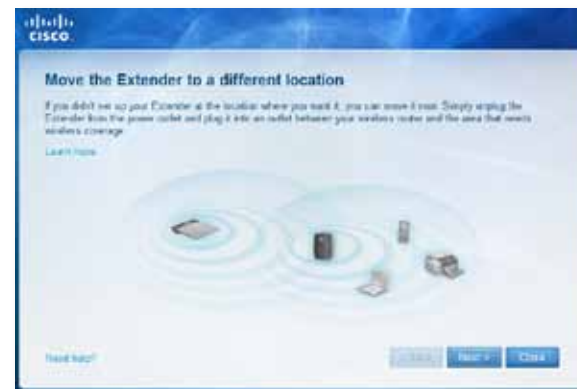 CISCO
Move the Extender to a different location
If you didn't set up your Extender at the location where you want it, you can move it now. Simply unplug the
Extender from the power outlet and plug it into an outlet between your wireless router and the area that needs
wireless coverage.
Learn more
Need help?
Next
Close